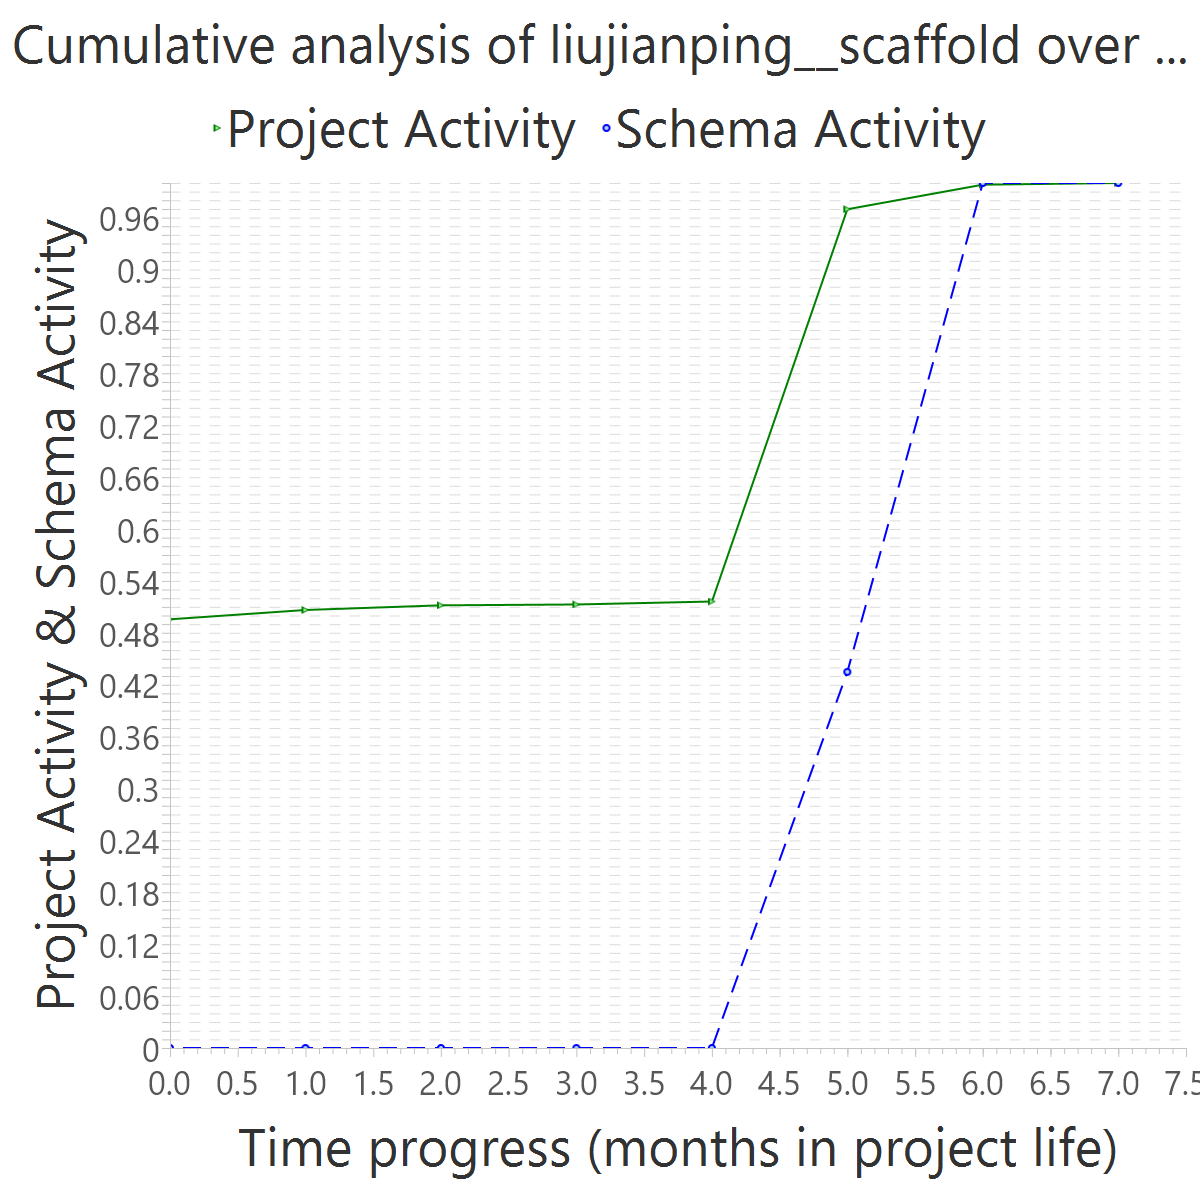 Cumulative analysis of liujianping__scaffold over ...
Project Activity
Schema Activity
Project Activity & Schema Activity
0.96
0.9
0.84
0.78
0.72
0.66
0.6
0.54
0.48
0.42
0.36
0.3
0.24
0.18
0.12
0.06
0
0.0 0.5 1.0 1.5 2.0 2.5 3.0 3.5 4.0 4.5 5.0 5.5 6.0 6.5 7.0 7.5
Time progress (months in project life)